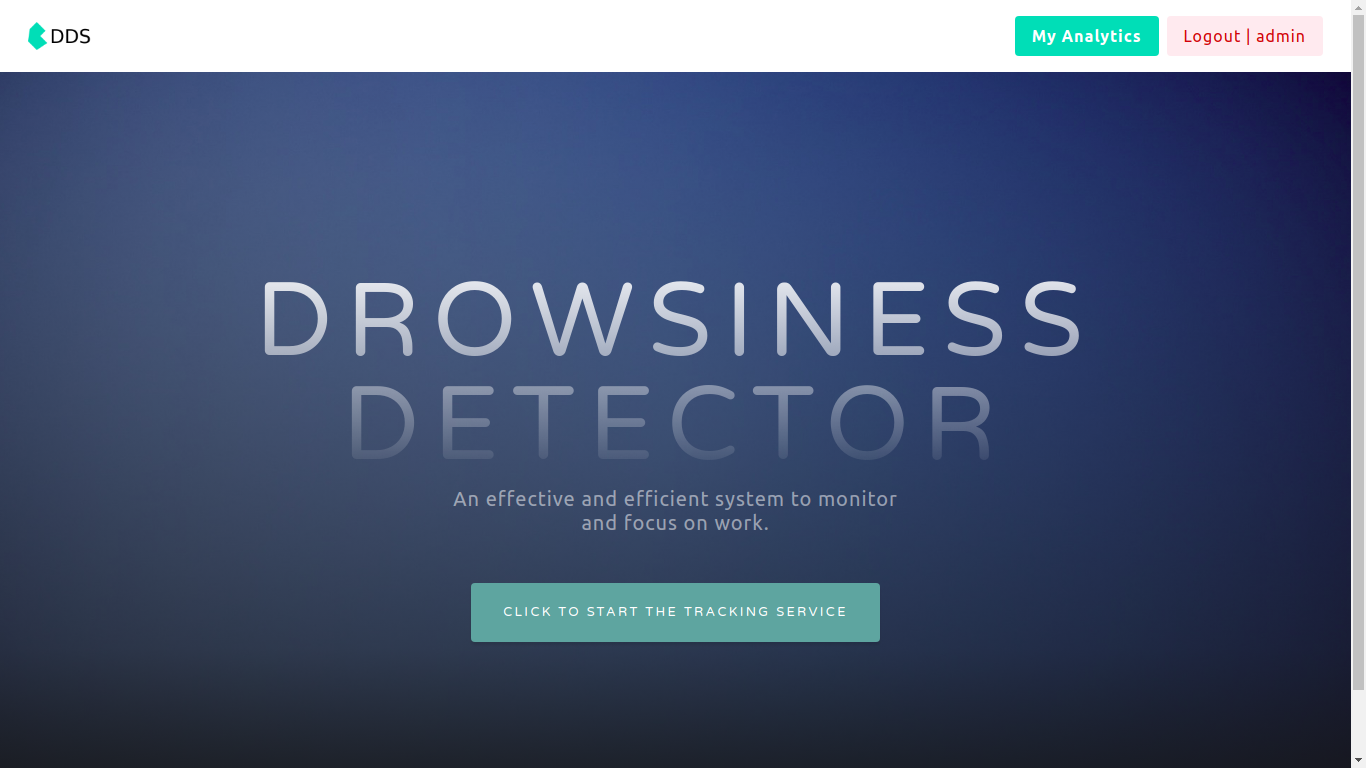 DDS
My Analytics
Logout | admin
DROWSINESS
DETECTOR
An effective and efficient system to monitor
and focus on work.
CLICK TO START THE TRACKING SERVICE